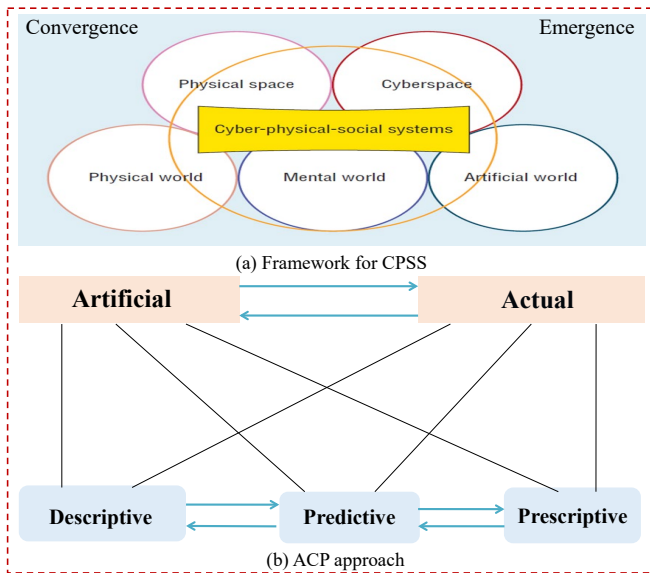 Convergence
Emergence
Physical space
Cyberspace
Cyber-physical-social systems
Physical world
Mental world
Artificial world
(a) Framework for CPSS
Artificial
Actual
Descriptive
Predictive
Prescriptive
(b) ACP approach